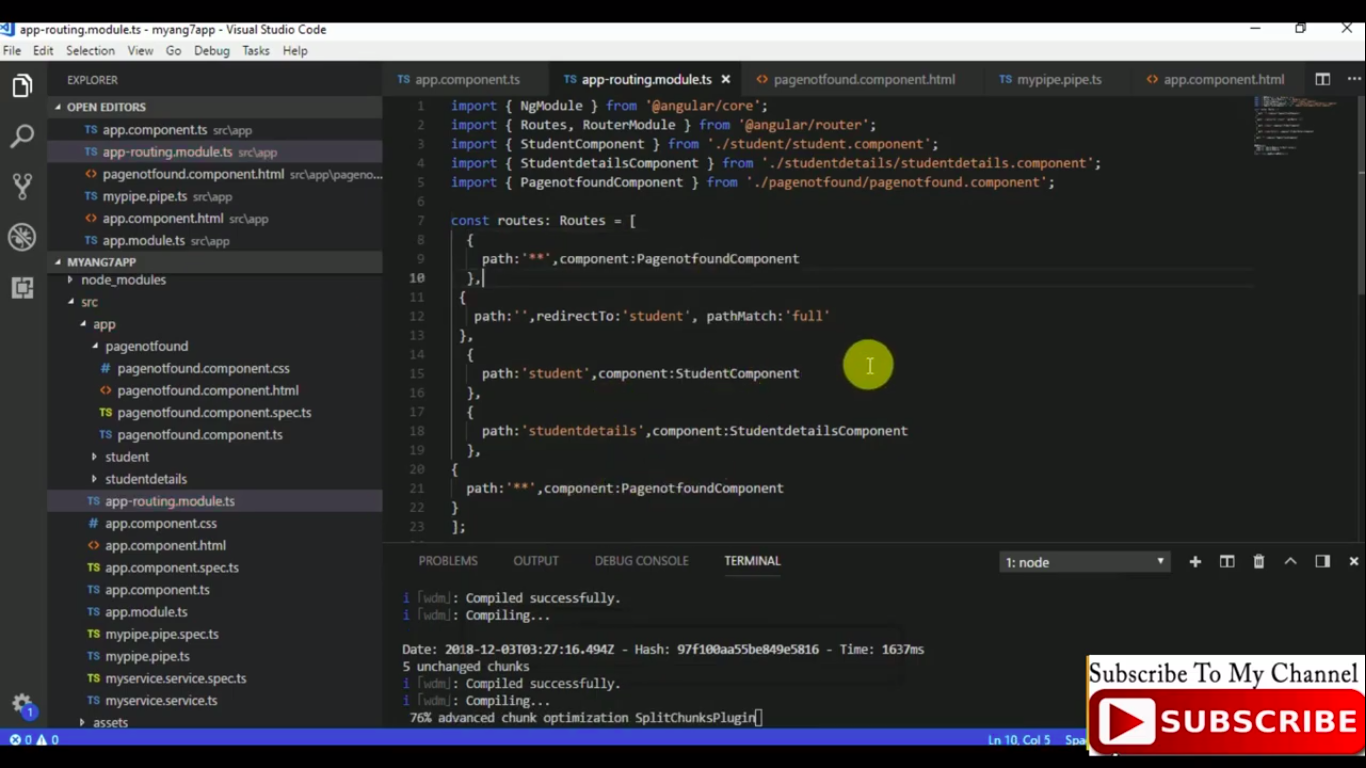 app-routing.module.ts - myang7app - Visual Studio Code
File Edit Selection View Go Debug Tasks Help
EXPLORER
OPEN EDITORS
TS app.component.ts src\app
TS app-routing.module.ts src\app
<> pagenotfound.component.html src\app\pageno...
TS mypipe.pipe.ts src\app
<> app.component.html src\app
TS app.module.ts src\app
MYANG7APP
node_modules
src
app
pagenotfound
# pagenotfound.component.css
<> pagenotfound.component.html
TS pagenotfound.component.spec.ts
TS pagenotfound.component.ts
student
studentdetails
TS app-routing.module.ts
# app.component.css
<> app.component.html
TS app.component.spec.ts
TS app.component.ts
TS app.module.ts
TS mypipe.pipe.spec.ts
TS mypipe.pipe.ts
TS myservice.service.spec.ts
TS myservice.service.ts
assets
1
TS app.component.ts TS app-routing.module.ts × <> pagenotfound.component.html TS mypipe.pipe.ts <> app.component.html
1 import { NgModule } from '@angular/core';
2 import { Routes, RouterModule } from '@angular/router';
3 import { StudentComponent } from './student/student.component';
4 import { StudentdetailsComponent } from './studentdetails/studentdetails.component';
5 import { PagenotfoundComponent } from './pagenotfound/pagenotfound.component';
6
7 const routes: Routes = [
8 {
9 path:'**',component:PagenotfoundComponent
10 },
11 {
12 path:'',redirectTo:'student', pathMatch:'full'
13 },
14 {
15 path:'student',component:StudentComponent
16 },
17 {
18 path:'studentdetails',component:StudentdetailsComponent
19 },
20 {
21 path:'**',component:PagenotfoundComponent
22 }
23 ];
PROBLEMS OUTPUT DEBUG CONSOLE TERMINAL 1: node
i ｢wdm｣: Compiled successfully.
i ｢wdm｣: Compiling...
Date: 2018-12-03T03:27:16.494Z - Hash: 97f100aa55be849e5816 - Time: 1637ms
5 unchanged chunks
i ｢wdm｣: Compiled successfully.
i ｢wdm｣: Compiling...
76% advanced chunk optimization SplitChunksPlugin
0 0 Ln 10, Col 5
Subscribe To My Channel
SUBSCRIBE